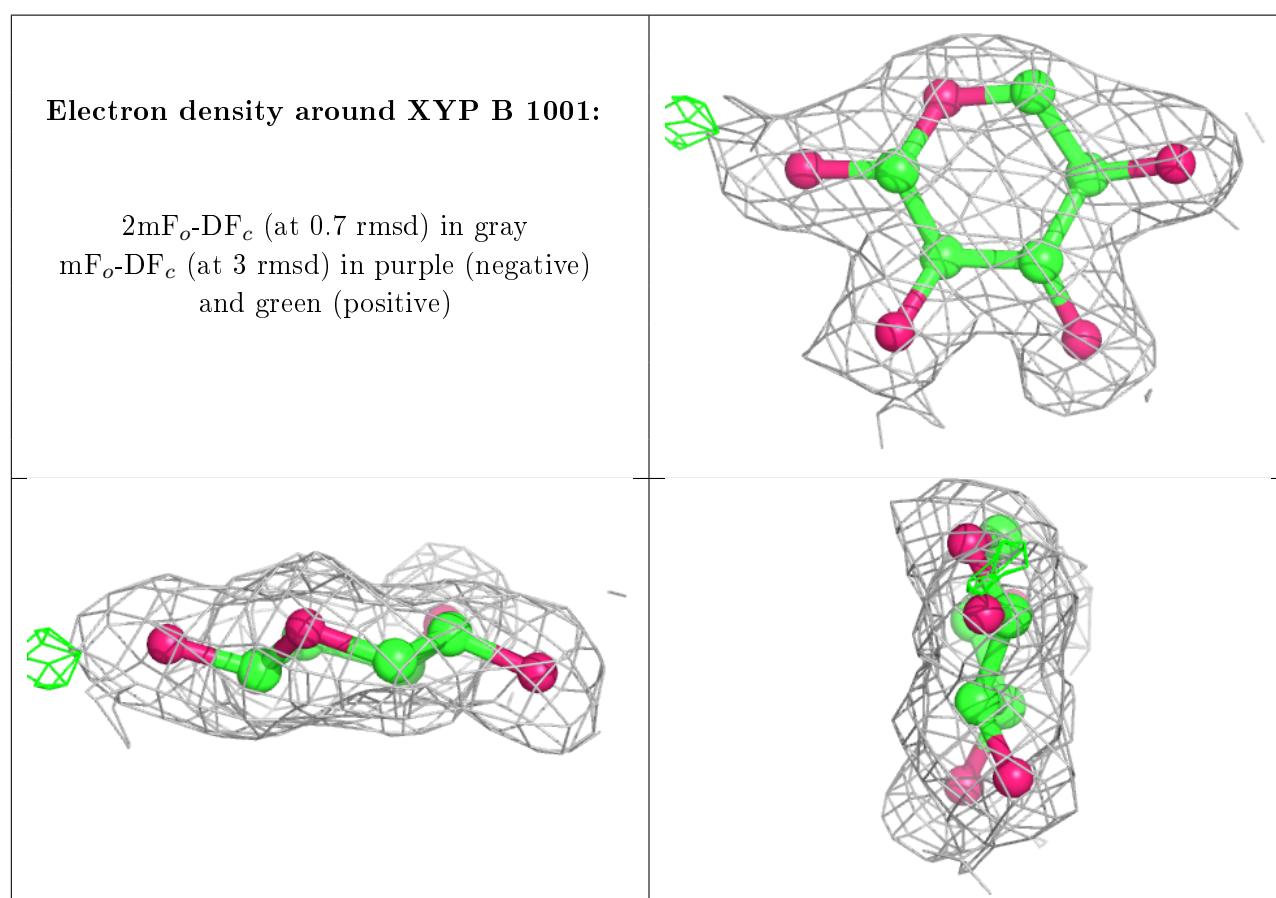 Electron density around XYP B 1001:
2mFo-DFc (at 0.7 rmsd) in gray
mFo-DFc (at 3 rmsd) in purple (negative)
and green (positive)